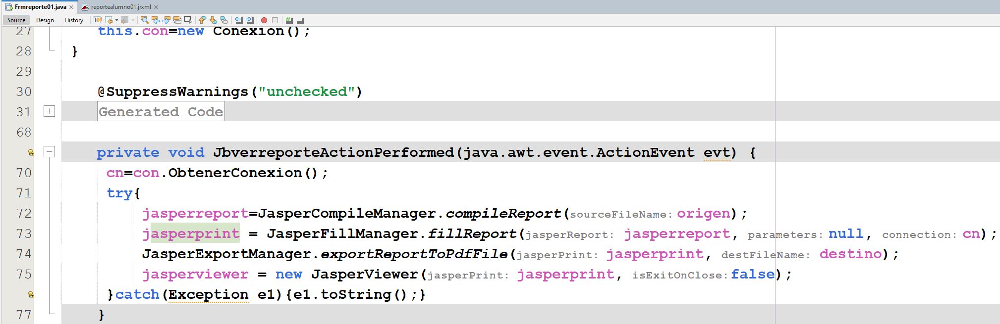 Frmreporte01.java × reportealumno01.jrxml ×
Source Design History
27 this.con=new Conexion();
28 }
29
30 @SuppressWarnings("unchecked")
31 Generated Code
68
private void JbverreporteActionPerformed(java.awt.event.ActionEvent evt) {
70 cn=con.ObtenerConexion();
71 try{
72 jasperreport=JasperCompileManager.compileReport(sourceFileName: origen);
73 jasperprint = JasperFillManager.fillReport(jasperReport: jasperreport, parameters: null, connection: cn);
74 JasperExportManager.exportReportToPdfFile(jasperPrint: jasperprint, destFileName: destino);
75 jasperviewer = new JasperViewer(jasperPrint: jasperprint, isExitOnClose: false);
}catch(Exception e1){e1.toString();}
77 }